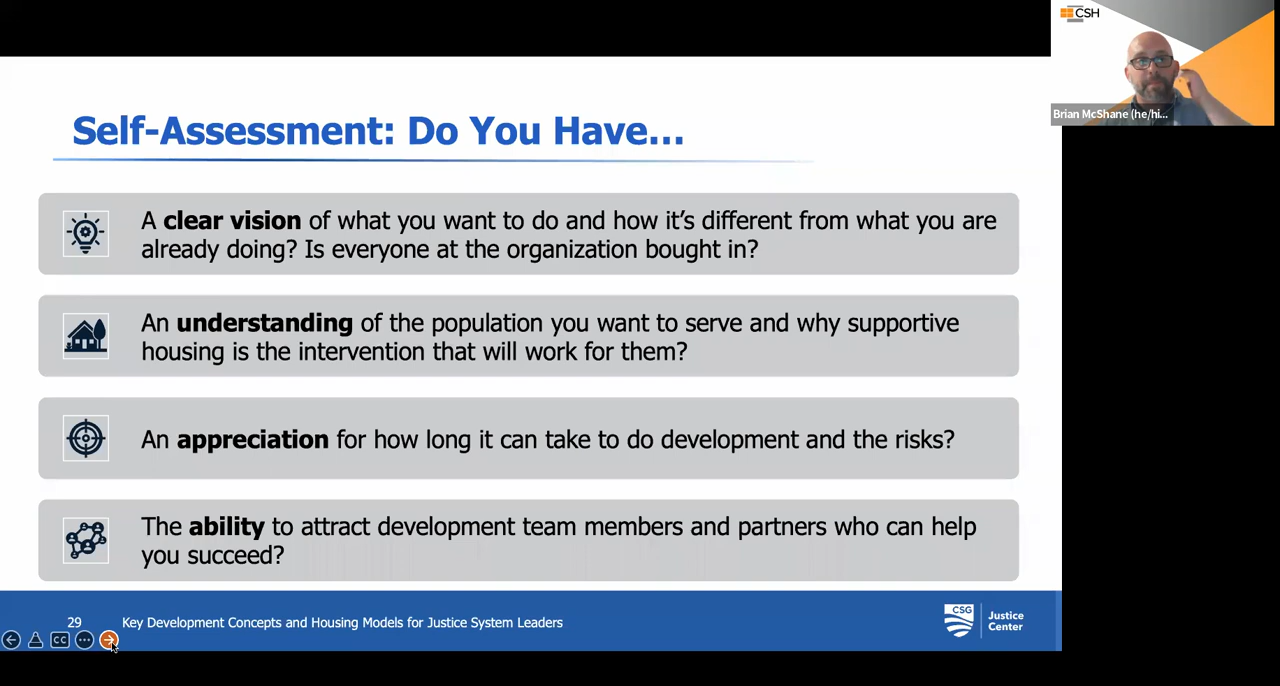 CSH
Brian McShane (he/hi...
Self-Assessment: Do You Have...
A clear vision of what you want to do and how it’s different from what you are
already doing? Is everyone at the organization bought in?
An understanding of the population you want to serve and why supportive
housing is the intervention that will work for them?
An appreciation for how long it can take to do development and the risks?
The ability to attract development team members and partners who can help
you succeed?
29
Key Development Concepts and Housing Models for Justice System Leaders
CSG
Justice
Center
CC